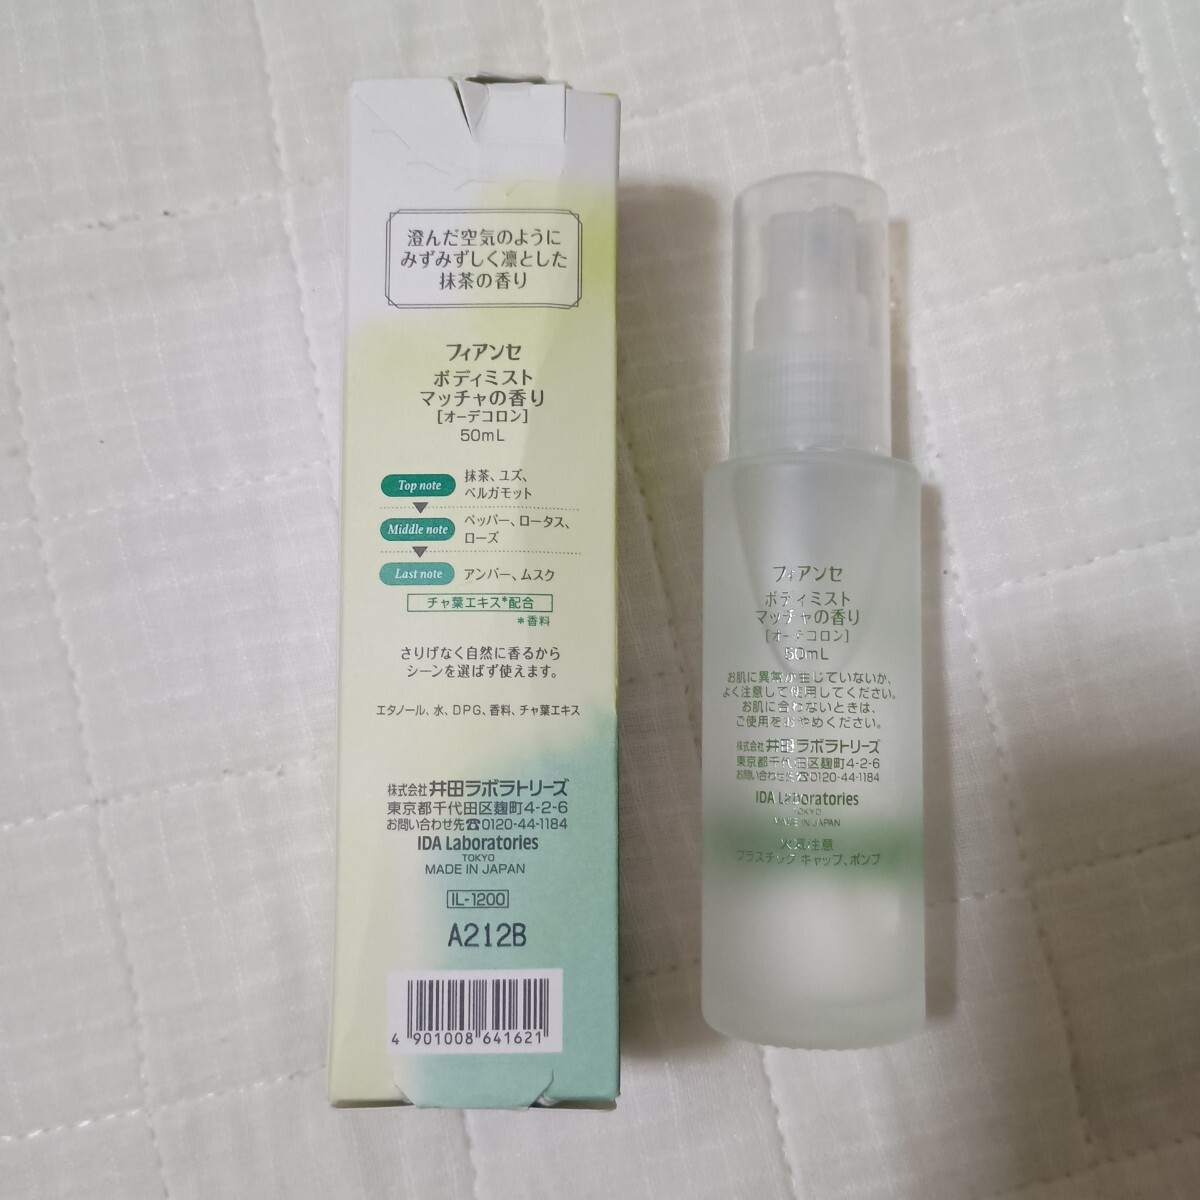 澄んだ空気のように
みずみずしく凛とした
抹茶の香り
フィアンセ
ボディミスト
マッチャの香り
[オーデコロン]
50mL
Top note
抹茶、ユズ、
ベルガモット
Middle note
ペッパー、ロータス、
ローズ
Last note
アンバー、ムスク
チャ葉エキス*配合
*香料
さりげなく自然に香るから
シーンを選ばず使えます。
エタノール、水、DPG、香料、チャ葉エキス
株式会社 井田ラボラトリーズ
東京都千代田区麹町4-2-6
お問い合わせ先☎0120-44-1184
IDA Laboratories
TOKYO
MADE IN JAPAN
IL-1200
A212B
4 901008 641621
フィアンセ
ボディミスト
マッチャの香り
[オーデコロン]
50mL
お肌に異常が生じていないか、
よく注意して使用してください。
お肌に合わないときは、
ご使用をおやめください。
株式会社 井田ラボラトリーズ
東京都千代田区麹町4-2-6
お問い合わせ先☎0120-44-1184
IDA Laboratories
TOKYO
MADE IN JAPAN
火気注意
プラスチック キャップ、ポンプ